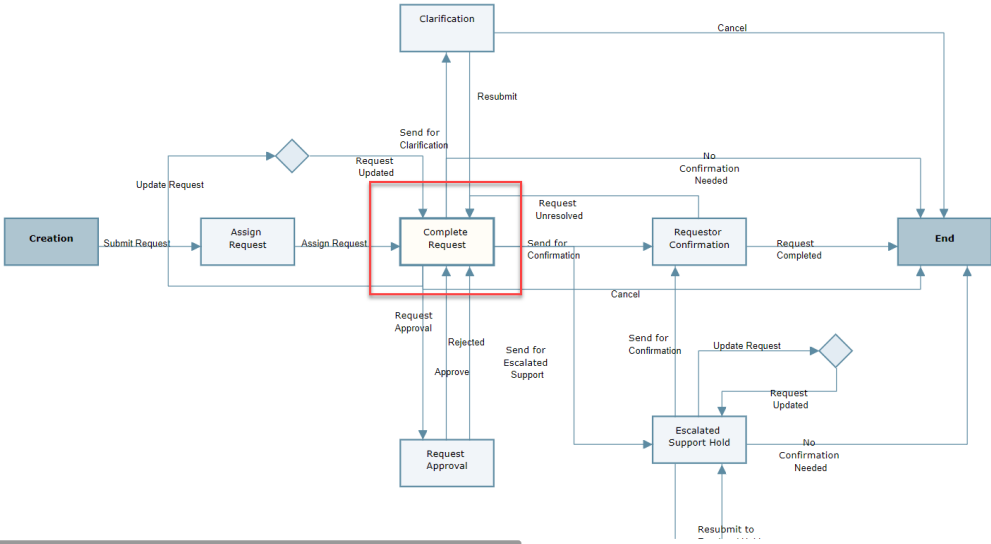 Clarification
Cancel
Resubmit
Send for
Clarification
Request
Updated
No
Confirmation
Needed
Update Request
Request
Unresolved
Creation
Submit Request
Assign
Request
Assign Request
Complete
Request
Send for
Confirmation
Requestor
Confirmation
Request
Completed
End
Cancel
Request
Approval
Rejected
Approve
Send for
Escalated
Support
Send for
Confirmation
Update Request
Request
Updated
Request
Approval
Escalated
Support Hold
No
Confirmation
Needed
Resubmit to